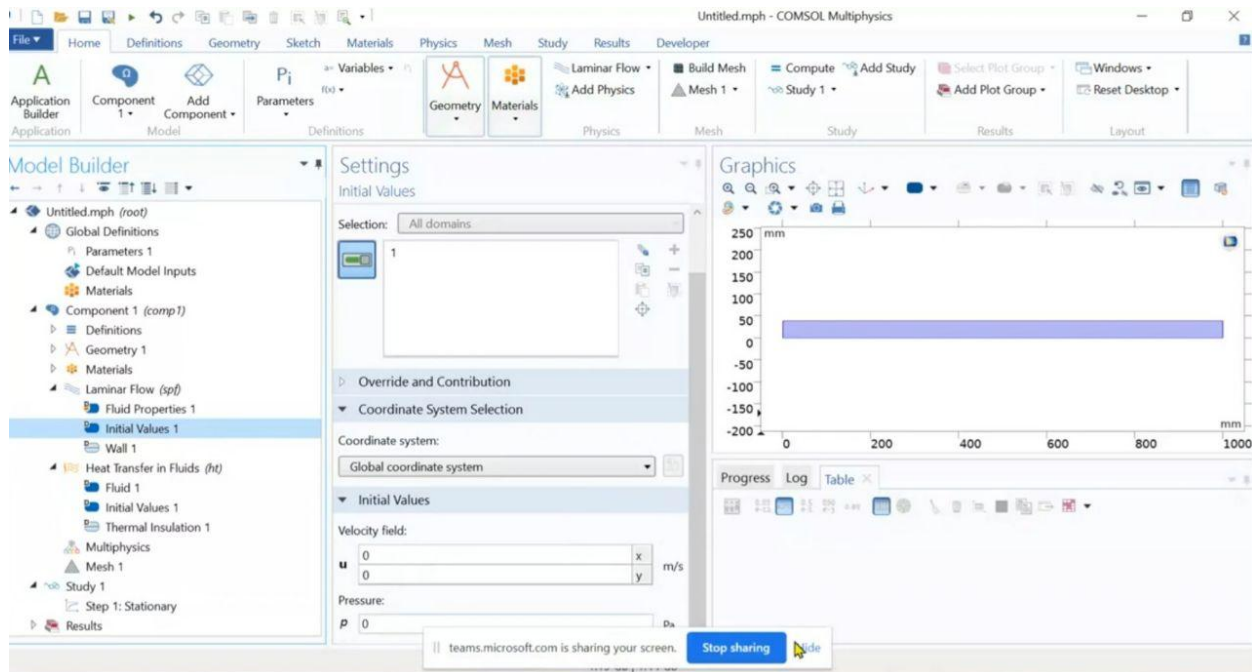 Untitled.mph - COMSOL Multiphysics
File Home Definitions Geometry Sketch Materials Physics Mesh Study Results Developer
A Application Builder
Component 1
Add Component
Pi Parameters
a= Variables
f(x)
Geometry
Materials
Laminar Flow
Add Physics
Build Mesh
Mesh 1
Compute
Add Study
Study 1
Select Plot Group
Add Plot Group
Windows
Reset Desktop
Application Model Definitions Physics Mesh Study Results Layout
Model Builder
Untitled.mph (root)
Global Definitions
Pi Parameters 1
Default Model Inputs
Materials
Component 1 (comp1)
Definitions
Geometry 1
Materials
Laminar Flow (spf)
Fluid Properties 1
Initial Values 1
Wall 1
Heat Transfer in Fluids (ht)
Fluid 1
Initial Values 1
Thermal Insulation 1
Multiphysics
Mesh 1
Study 1
Step 1: Stationary
Results
Settings
Initial Values
Selection: All domains
1
Override and Contribution
Coordinate System Selection
Coordinate system:
Global coordinate system
Initial Values
Velocity field:
u 0 x
0 y m/s
Pressure:
p 0 Pa
Graphics
250 mm
200
150
100
50
0
-50
-100
-150
-200
mm
0 200 400 600 800 1000
Progress Log Table
teams.microsoft.com is sharing your screen. Stop sharing